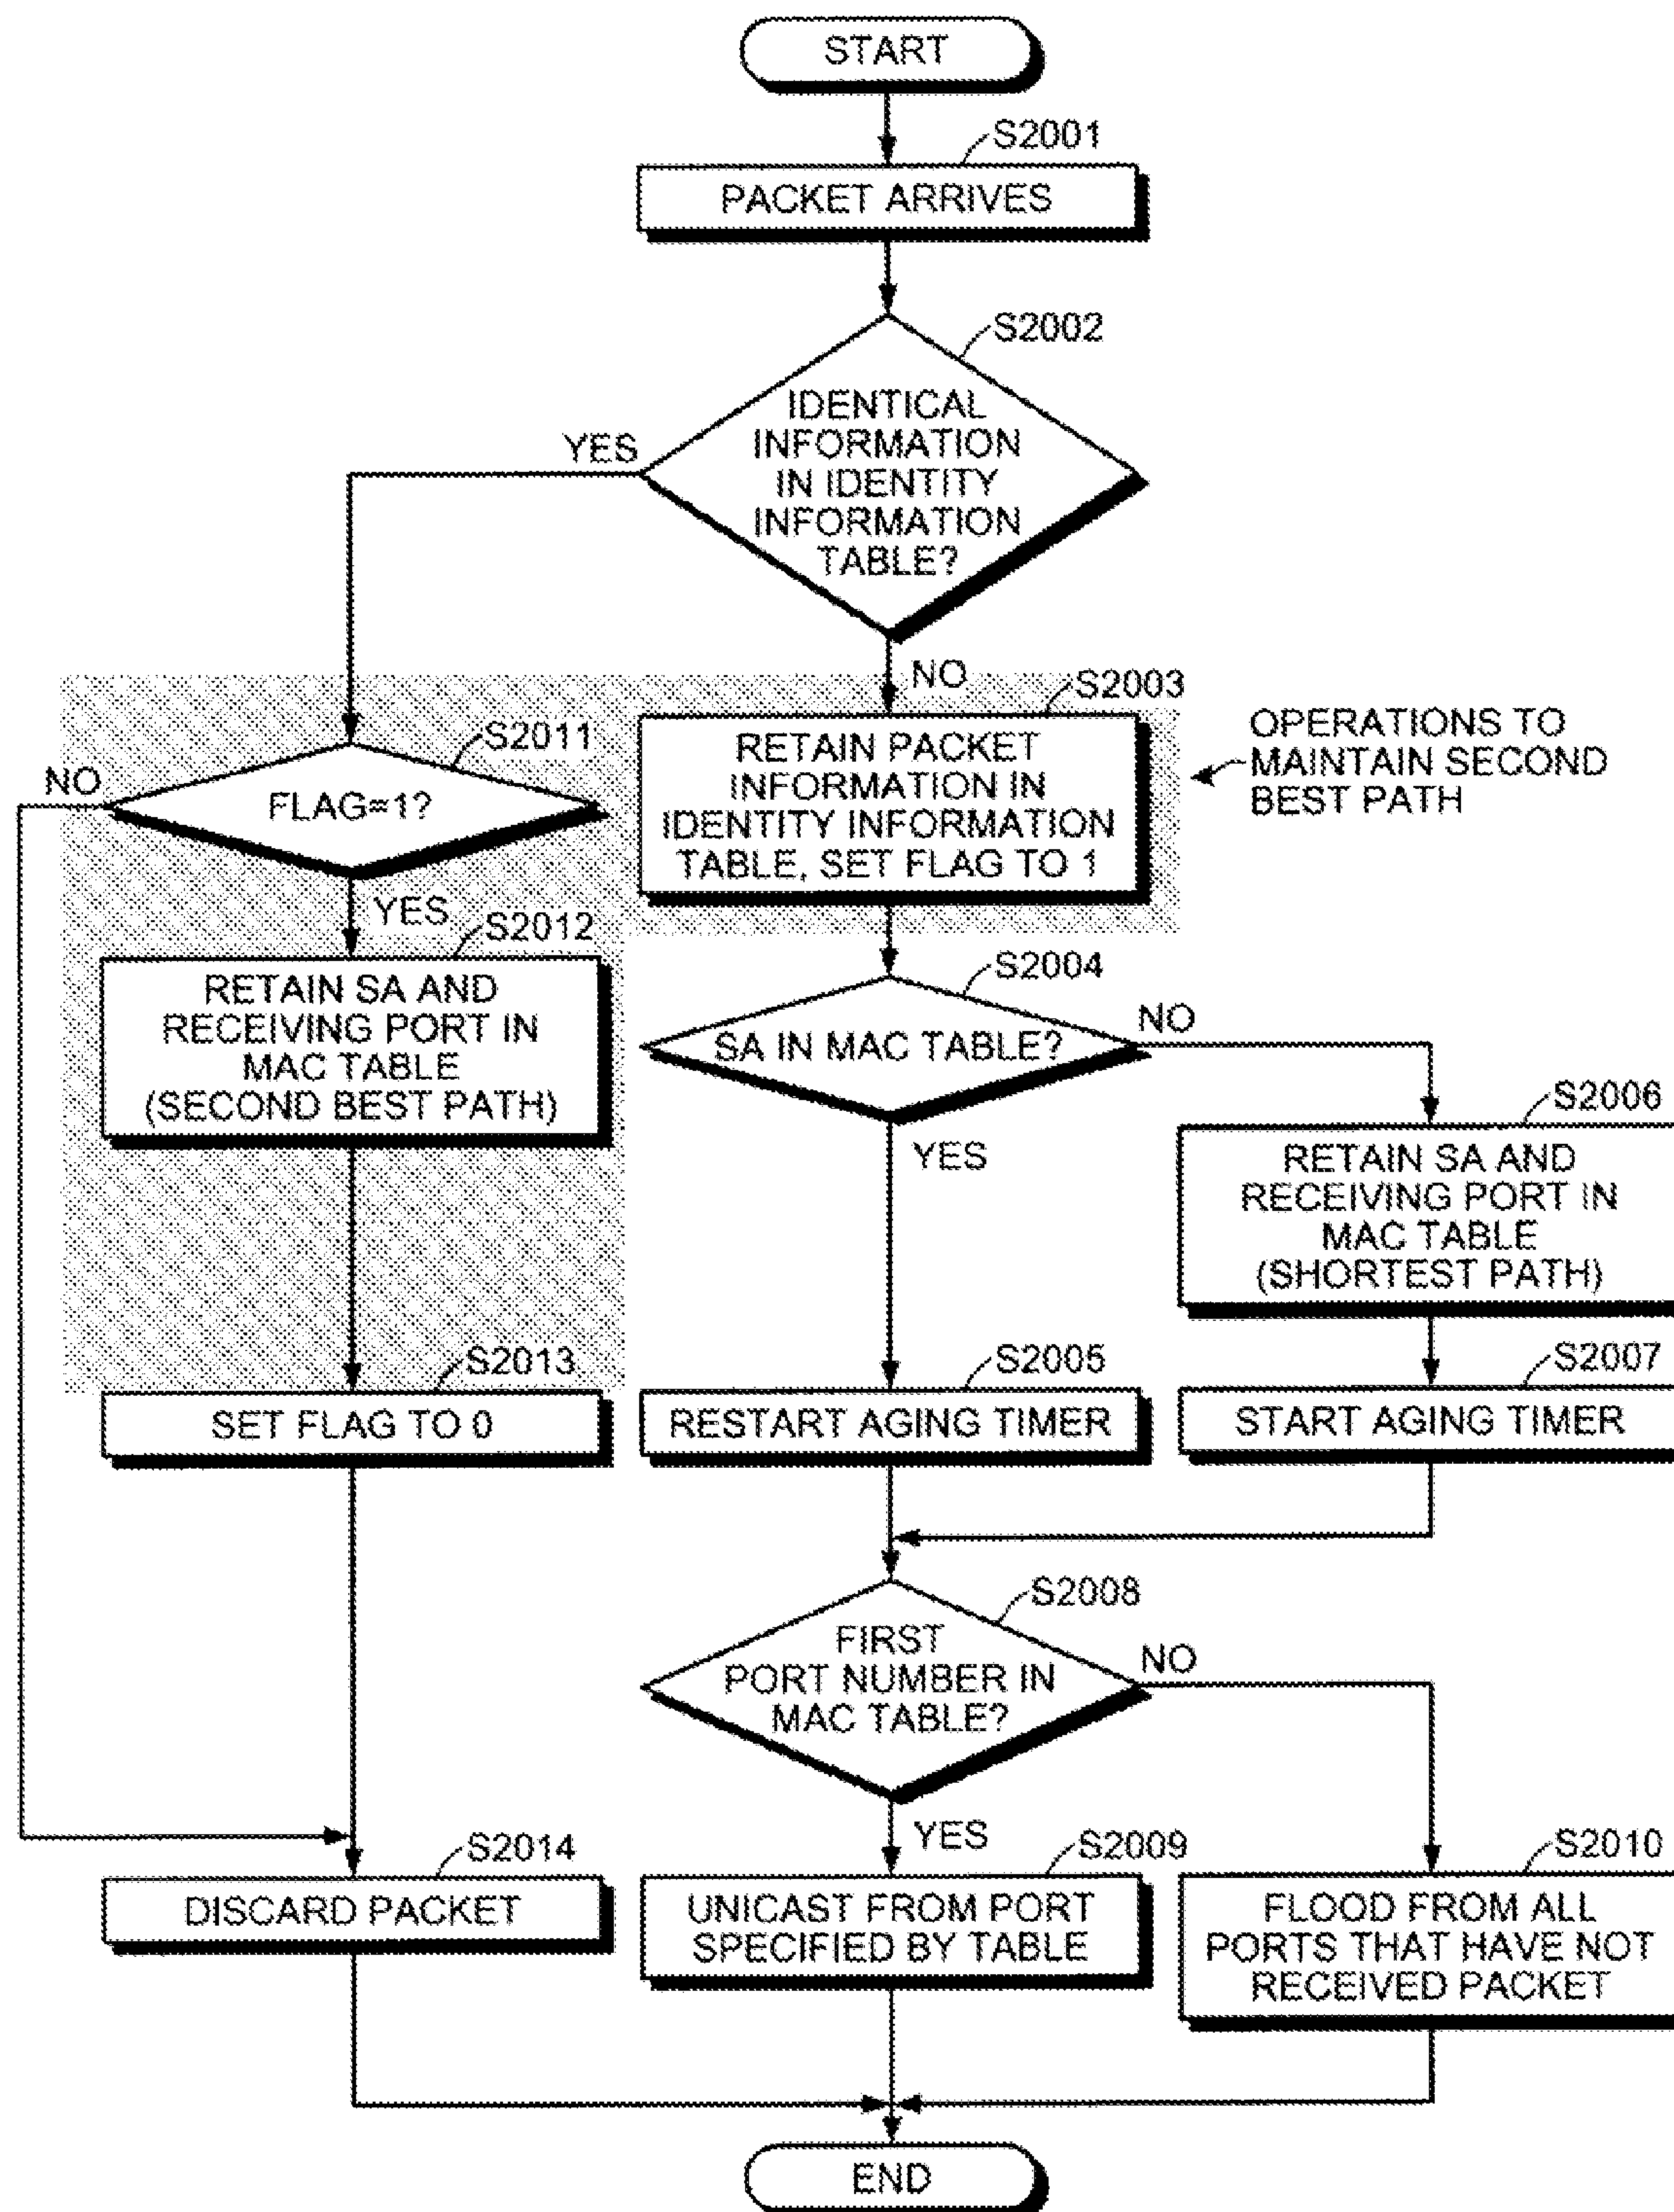 START
S2001
PACKET ARRIVES
S2002
IDENTICAL
INFORMATION
IN IDENTITY
INFORMATION
TABLE?
YES
NO
S2003
RETAIN PACKET
INFORMATION IN
IDENTITY INFORMATION
TABLE, SET FLAG TO 1
OPERATIONS TO
MAINTAIN SECOND
BEST PATH
S2011
NO
FLAG=1?
YES
S2012
RETAIN SA AND
RECEIVING PORT IN
MAC TABLE
(SECOND BEST PATH)
S2004
SA IN MAC TABLE?
NO
YES
S2006
RETAIN SA AND
RECEIVING PORT IN
MAC TABLE
(SHORTEST PATH)
S2013
SET FLAG TO 0
S2005
RESTART AGING TIMER
S2007
START AGING TIMER
S2008
FIRST
PORT NUMBER IN
MAC TABLE?
NO
YES
S2014
DISCARD PACKET
S2009
UNICAST FROM PORT
SPECIFIED BY TABLE
S2010
FLOOD FROM ALL
PORTS THAT HAVE NOT
RECEIVED PACKET
END